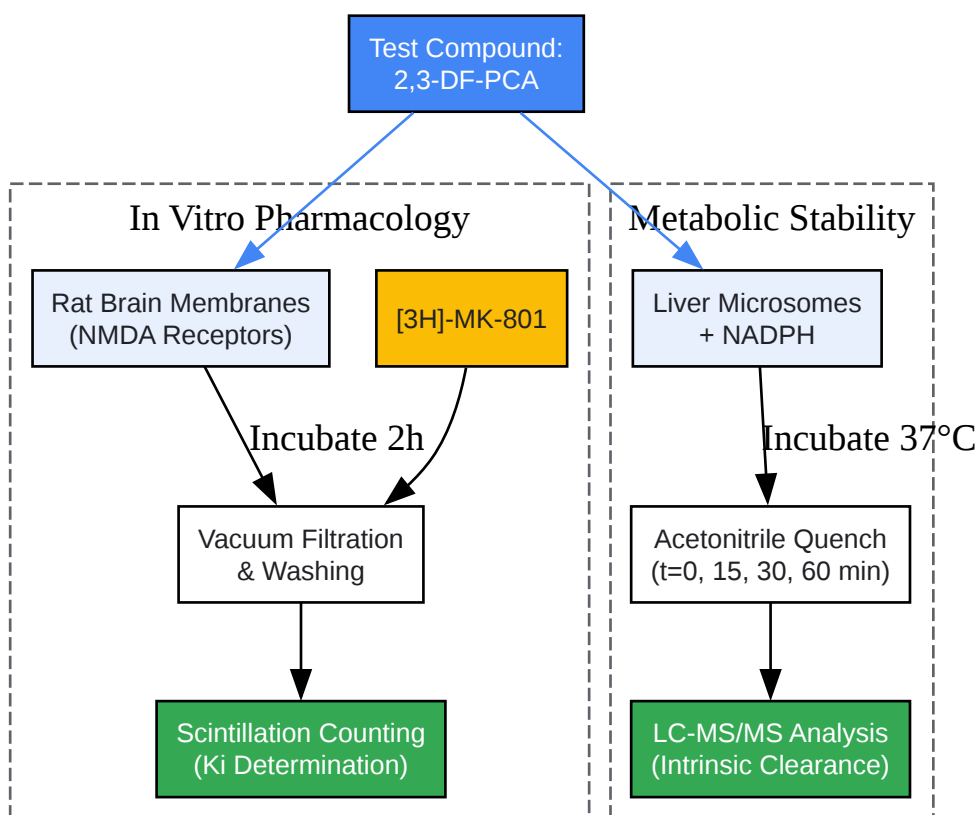 Test Compound:
2,3-DF-PCA
In Vitro Pharmacology
Metabolic Stability
Rat Brain Membranes
(NMDA Receptors)
[3H]-MK-801
Liver Microsomes
+ NADPH
Incubate 2h
Incubate 37°C
Vacuum Filtration
& Washing
Acetonitrile Quench
(t=0, 15, 30, 60 min)
Scintillation Counting
(Ki Determination)
LC-MS/MS Analysis
(Intrinsic Clearance)